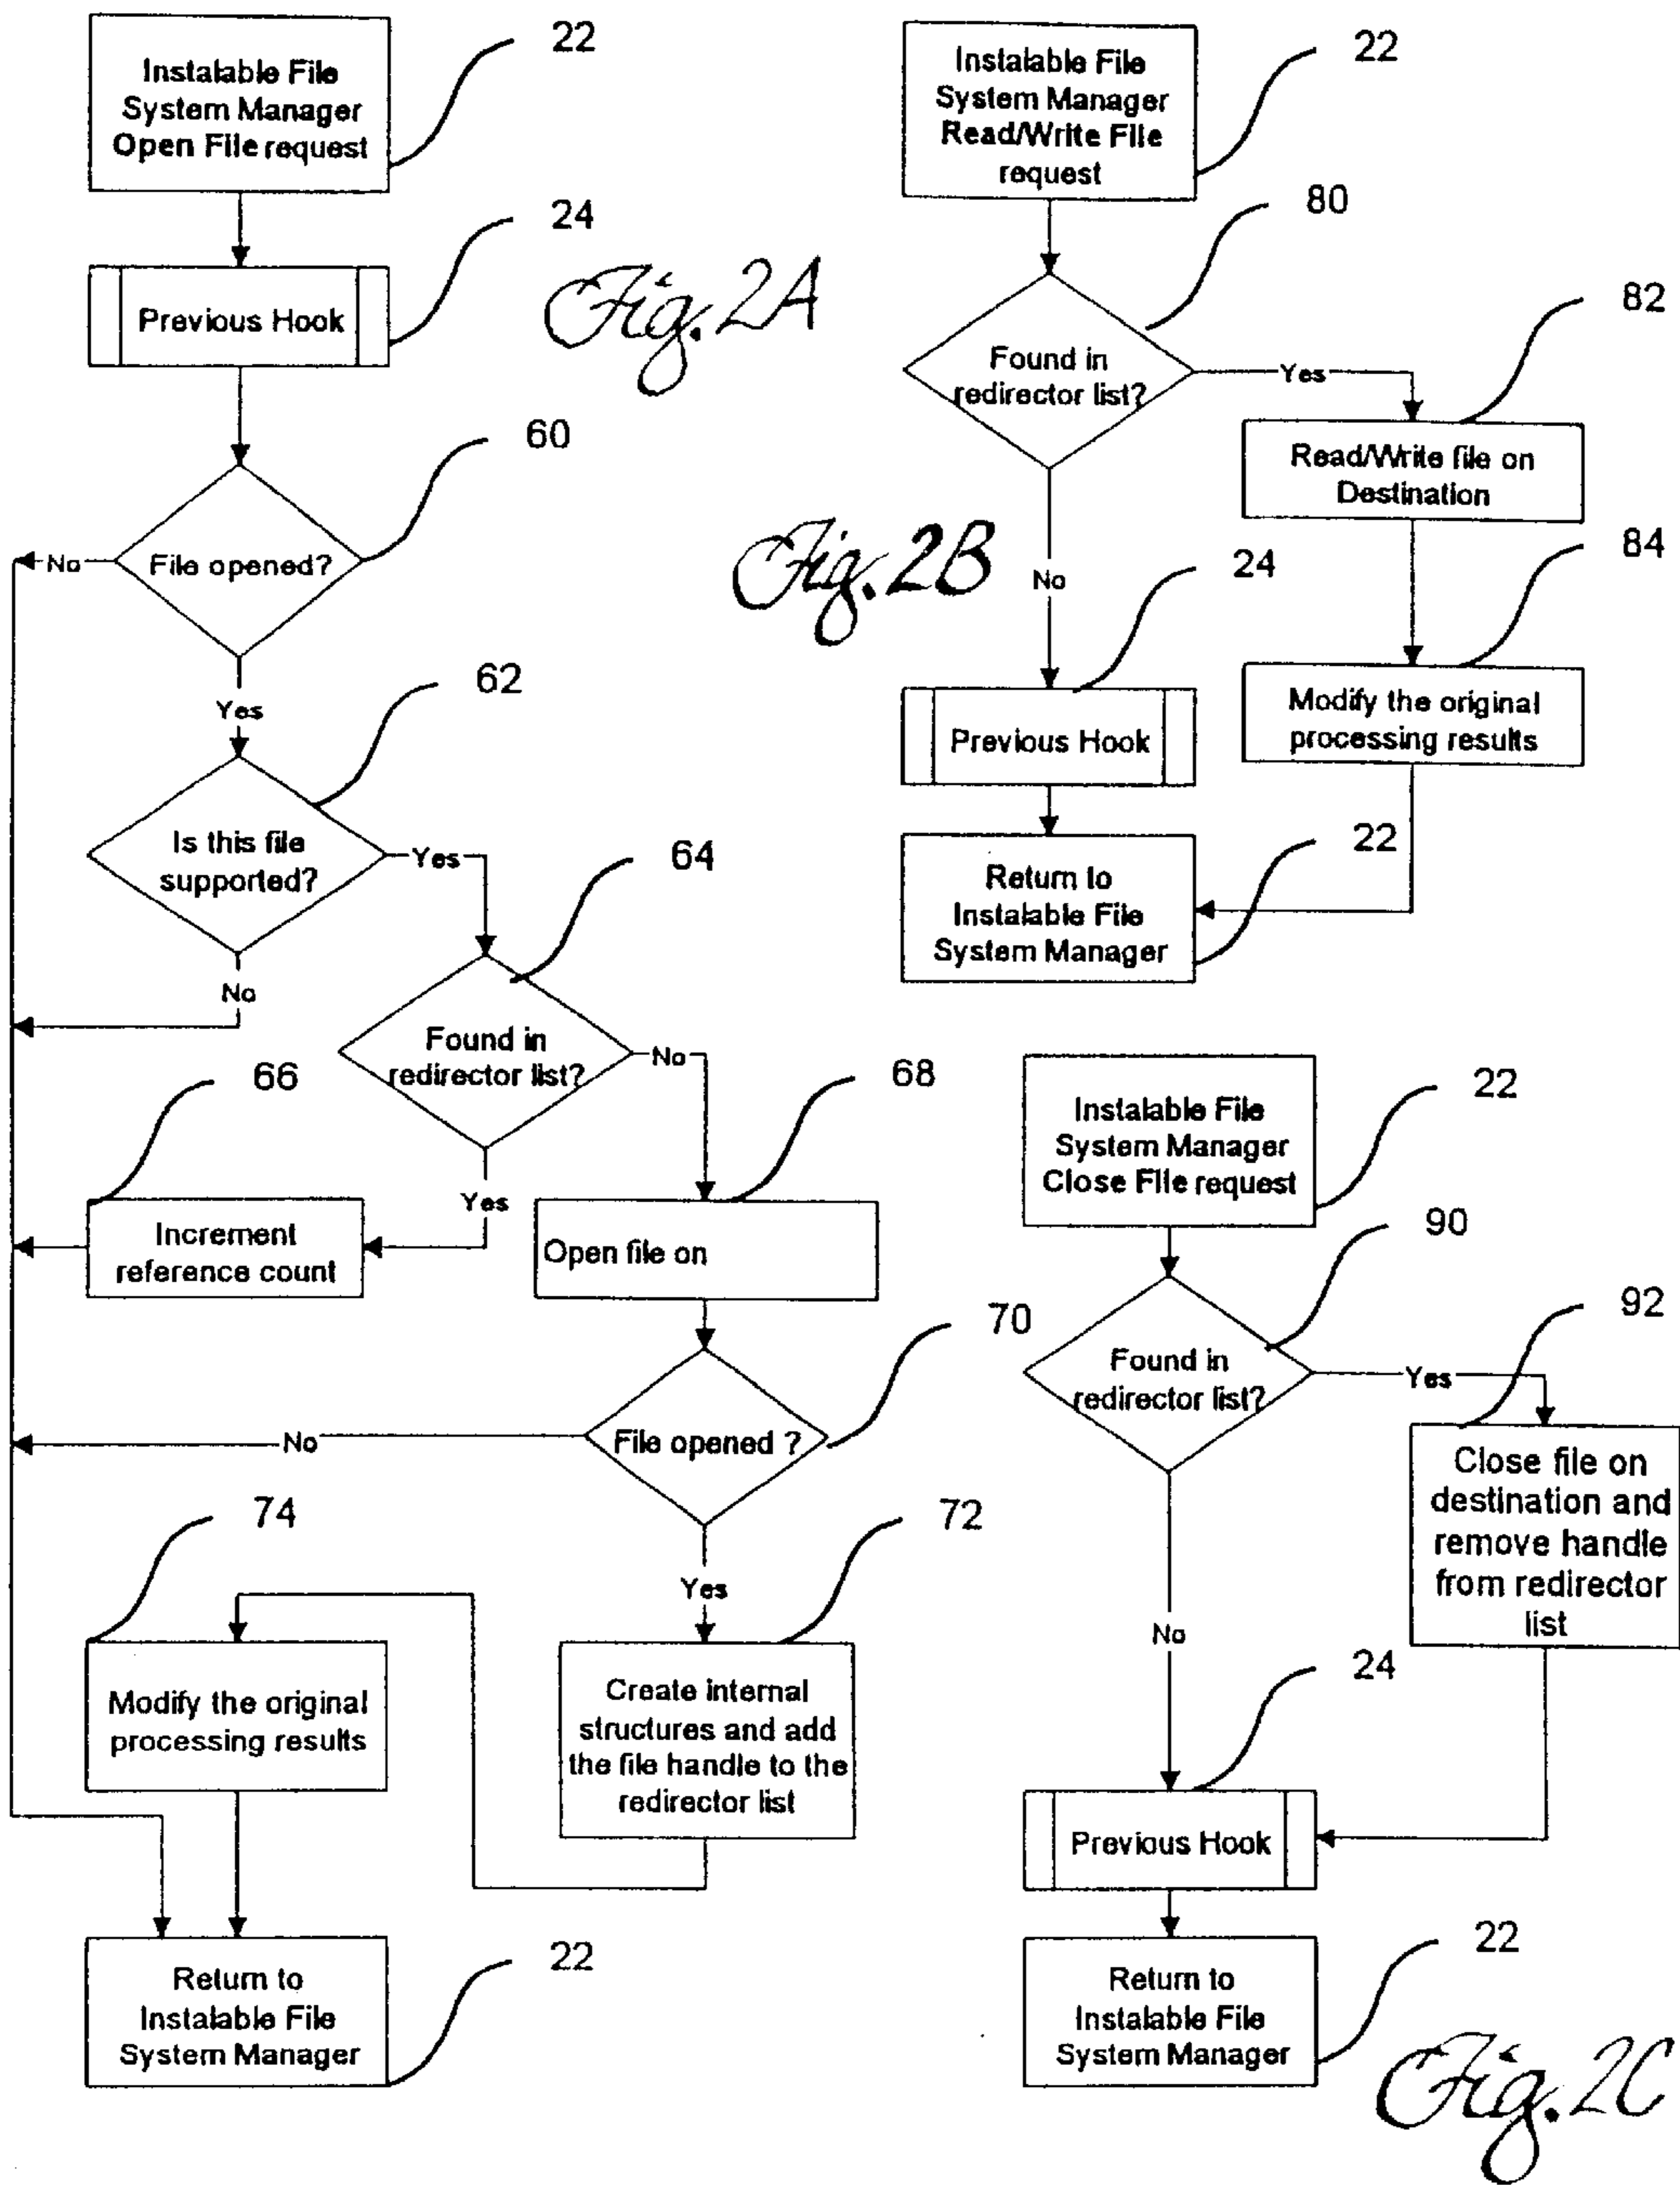 Instalable File
System Manager
Open File request
22
Previous Hook
24
Fig. 2A
File opened?
60
No
Yes
Is this file
supported?
62
Yes
No
Found in
redirector list?
64
No
Yes
Increment
reference count
66
Open file on
68
File opened ?
70
No
Yes
Create internal
structures and add
the file handle to the
redirector list
72
Modify the original
processing results
74
Return to
Instalable File
System Manager
22
Instalable File
System Manager
Read/Write File
request
22
Found in
redirector list?
80
Yes
Read/Write file on
Destination
82
Modify the original
processing results
84
No
Fig. 2B
Previous Hook
24
Return to
Instalable File
System Manager
22
Instalable File
System Manager
Close File request
22
Found in
redirector list?
90
Yes
Close file on
destination and
remove handle
from redirector
list
92
No
Previous Hook
24
Return to
Instalable File
System Manager
22
Fig. 2C